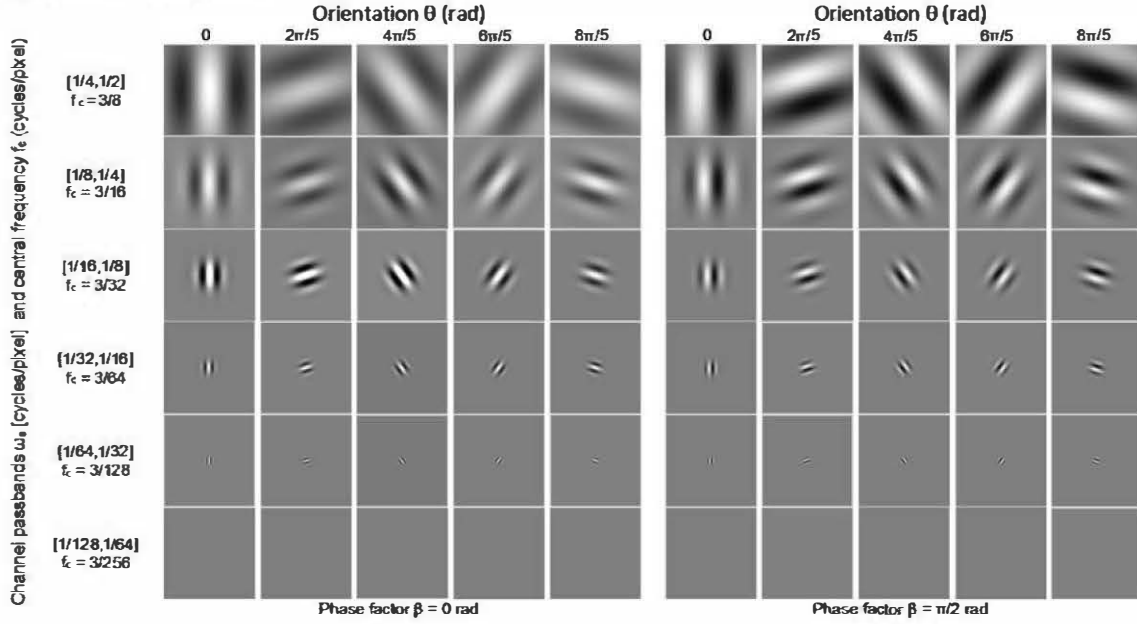 Orientation θ (rad)
0 2π/5 4π/5 6π/5 8π/5
Orientation θ (rad)
0 2π/5 4π/5 6π/5 8π/5
Channel passbands ω₀ [cycles/pixel] and central frequency f꜀ (cycles/pixel)
[1/4,1/2]
f꜀ = 3/8
[1/8,1/4]
f꜀ = 3/16
[1/16,1/8]
f꜀ = 3/32
[1/32,1/16]
f꜀ = 3/64
[1/64,1/32]
f꜀ = 3/128
[1/128,1/64]
f꜀ = 3/256
Phase factor β = 0 rad
Phase factor β = π/2 rad